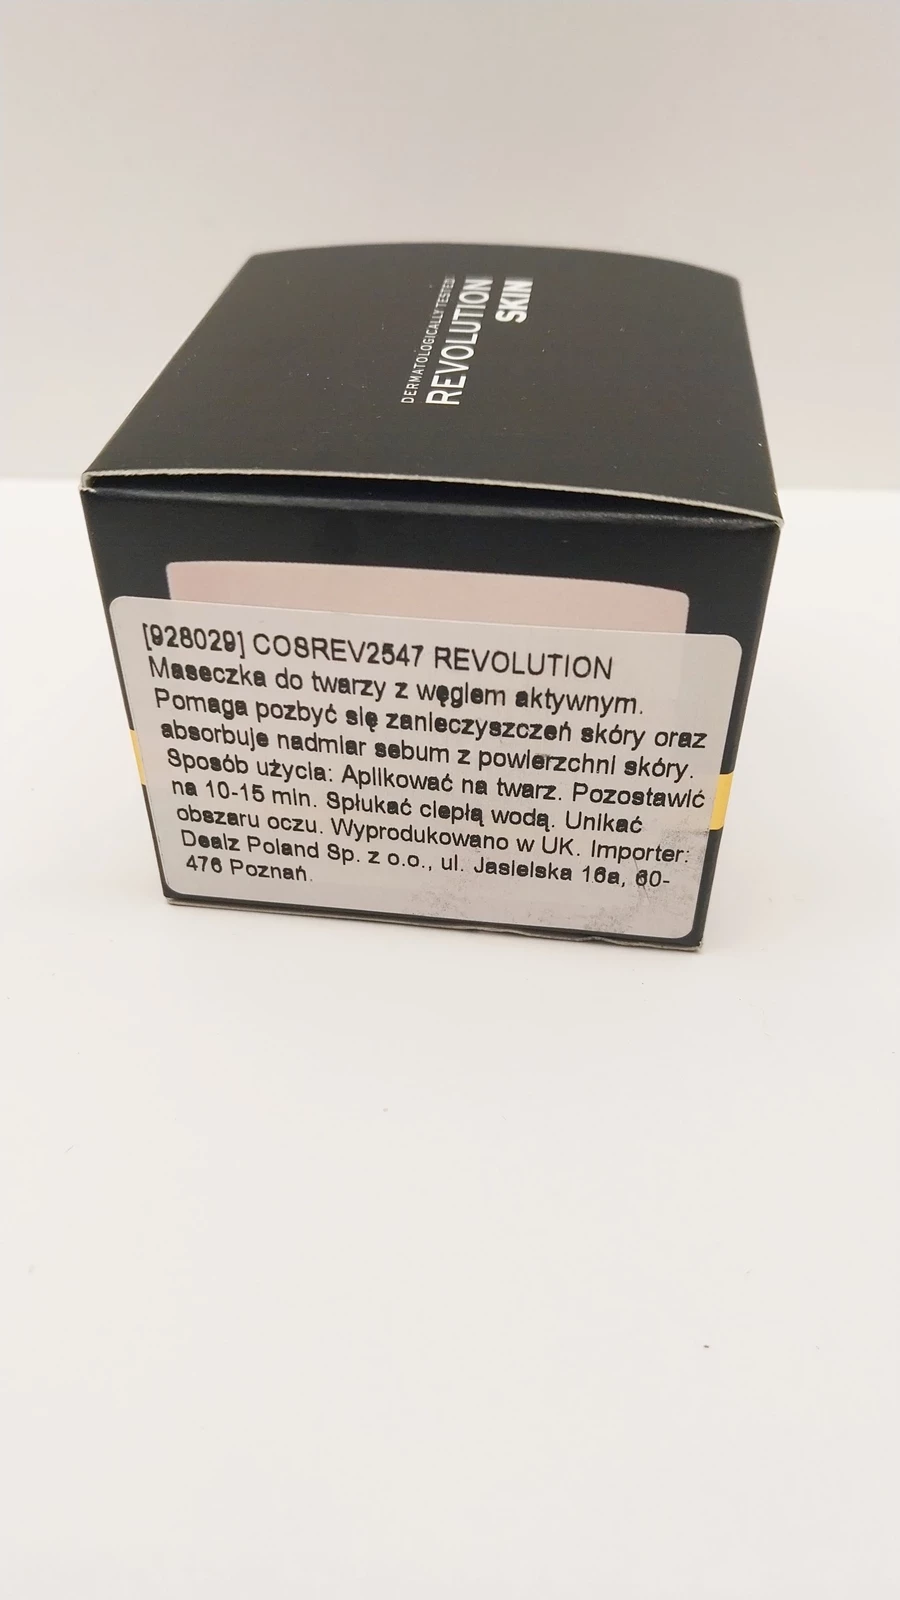 DERMATOLOGICALLY TESTED
REVOLUTION
SKIN
[928029] COSREV2547 REVOLUTION
Maseczka do twarzy z węglem aktywnym.
Pomaga pozbyć się zanieczyszczeń skóry oraz
absorbuje nadmiar sebum z powierzchni skóry.
Sposób użycia: Aplikować na twarz. Pozostawić
na 10-15 min. Spłukać ciepłą wodą. Unikać
obszaru oczu. Wyprodukowano w UK. Importer:
Dealz Poland Sp. z o.o., ul. Jasielska 16a, 60-
476 Poznań.